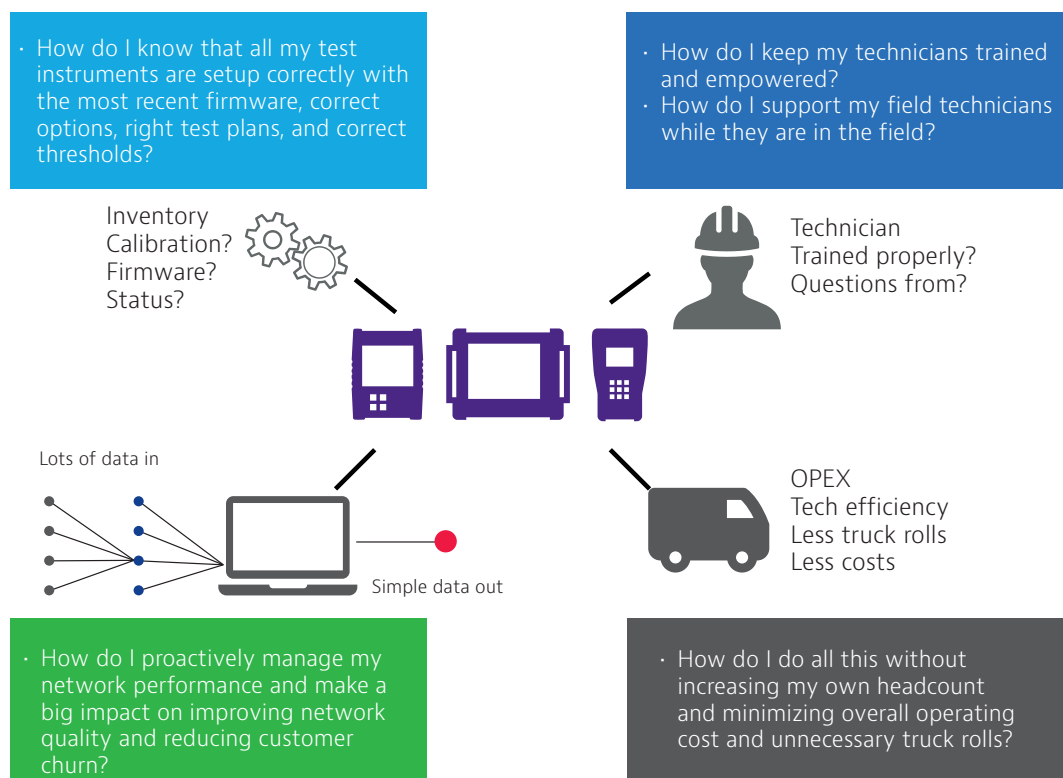 · How do I know that all my test
instruments are setup correctly with
the most recent firmware, correct
options, right test plans, and correct
thresholds?
· How do I keep my technicians trained
and empowered?
· How do I support my field technicians
while they are in the field?
Inventory
Calibration?
Firmware?
Status?
Technician
Trained properly?
Questions from?
Lots of data in
Simple data out
OPEX
Tech efficiency
Less truck rolls
Less costs
· How do I proactively manage my
network performance and make a
big impact on improving network
quality and reducing customer
churn?
· How do I do all this without
increasing my own headcount
and minimizing overall operating
cost and unnecessary truck rolls?